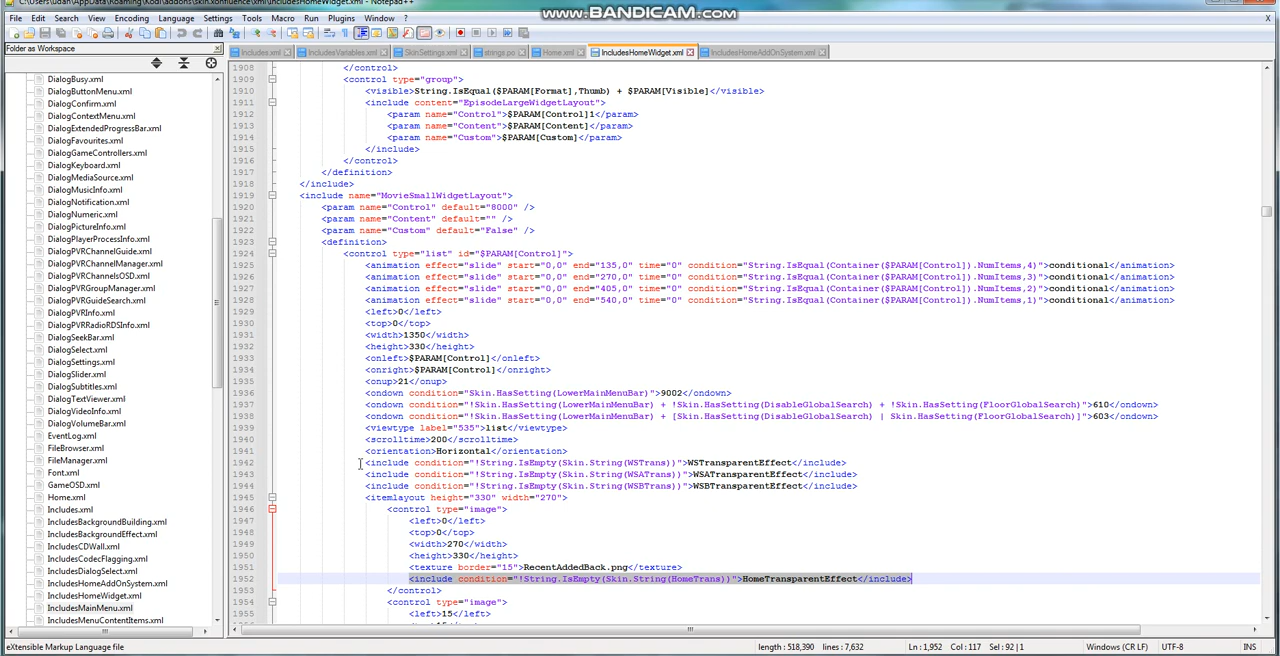 C:\Users\udan\AppData\Roaming\Kodi\addons\skin.xonfluence\xml\IncludesHomeWidget.xml - Notepad++
www.BANDICAM.com
File Edit Search View Encoding Language Settings Tools Macro Run Plugins Window ? X
Folder as Workspace
Includes.xml IncludesVariables.xml SkinSettings.xml strings.po Home.xml IncludesHomeWidget.xml IncludesHomeAddOnSystem.xml
DialogBusy.xml
DialogButtonMenu.xml
DialogConfirm.xml
DialogContextMenu.xml
DialogExtendedProgressBar.xml
DialogFavourites.xml
DialogGameControllers.xml
DialogKeyboard.xml
DialogMediaSource.xml
DialogMusicInfo.xml
DialogNotification.xml
DialogNumeric.xml
DialogPictureInfo.xml
DialogPlayerProcessInfo.xml
DialogPVRChannelGuide.xml
DialogPVRChannelManager.xml
DialogPVRChannelsOSD.xml
DialogPVRGroupManager.xml
DialogPVRGuideSearch.xml
DialogPVRInfo.xml
DialogPVRRadioRDSInfo.xml
DialogSeekBar.xml
DialogSelect.xml
DialogSettings.xml
DialogSlider.xml
DialogSubtitles.xml
DialogTextViewer.xml
DialogVideoInfo.xml
DialogVolumeBar.xml
EventLog.xml
FileBrowser.xml
FileManager.xml
Font.xml
GameOSD.xml
Home.xml
Includes.xml
IncludesBackgroundBuilding.xml
IncludesBackgroundEffect.xml
IncludesCDWall.xml
IncludesCodecFlagging.xml
IncludesDialogSelect.xml
IncludesHomeAddOnSystem.xml
IncludesHomeWidget.xml
IncludesMainMenu.xml
IncludesMenuContentItems.xml
1908 </control>
1909 <control type="group">
1910 <visible>String.IsEqual($PARAM[Format],Thumb) + $PARAM[Visible]</visible>
1911 <include content="EpisodeLargeWidgetLayout">
1912 <param name="Control">$PARAM[Control]1</param>
1913 <param name="Content">$PARAM[Content]</param>
1914 <param name="Custom">$PARAM[Custom]</param>
1915 </include>
1916 </control>
1917 </definition>
1918 </include>
1919 <include name="MovieSmallWidgetLayout">
1920 <param name="Control" default="8000" />
1921 <param name="Content" default="" />
1922 <param name="Custom" default="False" />
1923 <definition>
1924 <control type="list" id="$PARAM[Control]">
1925 <animation effect="slide" start="0,0" end="135,0" time="0" condition="String.IsEqual(Container($PARAM[Control]).NumItems,4)">conditional</animation>
1926 <animation effect="slide" start="0,0" end="270,0" time="0" condition="String.IsEqual(Container($PARAM[Control]).NumItems,3)">conditional</animation>
1927 <animation effect="slide" start="0,0" end="405,0" time="0" condition="String.IsEqual(Container($PARAM[Control]).NumItems,2)">conditional</animation>
1928 <animation effect="slide" start="0,0" end="540,0" time="0" condition="String.IsEqual(Container($PARAM[Control]).NumItems,1)">conditional</animation>
1929 <left>0</left>
1930 <top>0</top>
1931 <width>1350</width>
1932 <height>330</height>
1933 <onleft>$PARAM[Control]</onleft>
1934 <onright>$PARAM[Control]</onright>
1935 <onup>21</onup>
1936 <ondown condition="Skin.HasSetting(LowerMainMenuBar)">9002</ondown>
1937 <ondown condition="!Skin.HasSetting(LowerMainMenuBar) + !Skin.HasSetting(DisableGlobalSearch) + !Skin.HasSetting(FloorGlobalSearch)">610</ondown>
1938 <ondown condition="!Skin.HasSetting(LowerMainMenuBar) + [Skin.HasSetting(DisableGlobalSearch) | Skin.HasSetting(FloorGlobalSearch)]">603</ondown>
1939 <viewtype label="535">list</viewtype>
1940 <scrolltime>200</scrolltime>
1941 <orientation>Horizontal</orientation>
1942 <include condition="!String.IsEmpty(Skin.String(WSTrans))">WSTransparentEffect</include>
1943 <include condition="!String.IsEmpty(Skin.String(WSATrans))">WSATransparentEffect</include>
1944 <include condition="!String.IsEmpty(Skin.String(WSBTrans))">WSBTransparentEffect</include>
1945 <itemlayout height="330" width="270">
1946 <control type="image">
1947 <left>0</left>
1948 <top>0</top>
1949 <width>270</width>
1950 <height>330</height>
1951 <texture border="15">RecentAddedBack.png</texture>
1952 <include condition="!String.IsEmpty(Skin.String(HomeTrans))">HomeTransparentEffect</include>
1953 </control>
1954 <control type="image">
1955 <left>15</left>
eXtensible Markup Language file length : 518,390 lines : 7,632 Ln : 1,952 Col : 117 Sel : 92 | 1 Windows (CR LF) UTF-8 INS